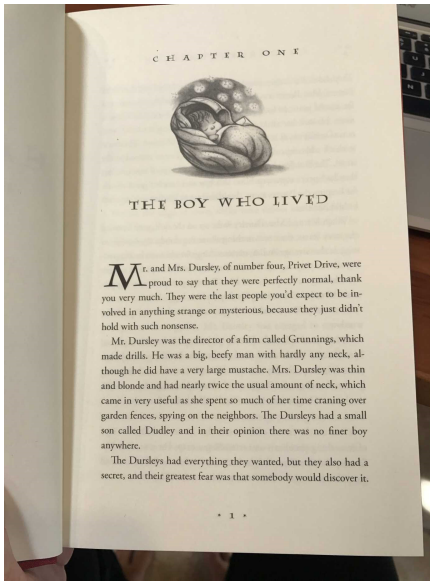 CHAPTER ONE
THE BOY WHO LIVED
Mr. and Mrs. Dursley, of number four, Privet Drive, were
proud to say that they were perfectly normal, thank
you very much. They were the last people you'd expect to be in-
volved in anything strange or mysterious, because they just didn't
hold with such nonsense.
Mr. Dursley was the director of a firm called Grunnings, which
made drills. He was a big, beefy man with hardly any neck, al-
though he did have a very large mustache. Mrs. Dursley was thin
and blonde and had nearly twice the usual amount of neck, which
came in very useful as she spent so much of her time craning over
garden fences, spying on the neighbors. The Dursleys had a small
son called Dudley and in their opinion there was no finer boy
anywhere.
The Dursleys had everything they wanted, but they also had a
secret, and their greatest fear was that somebody would discover it.
• 1 •